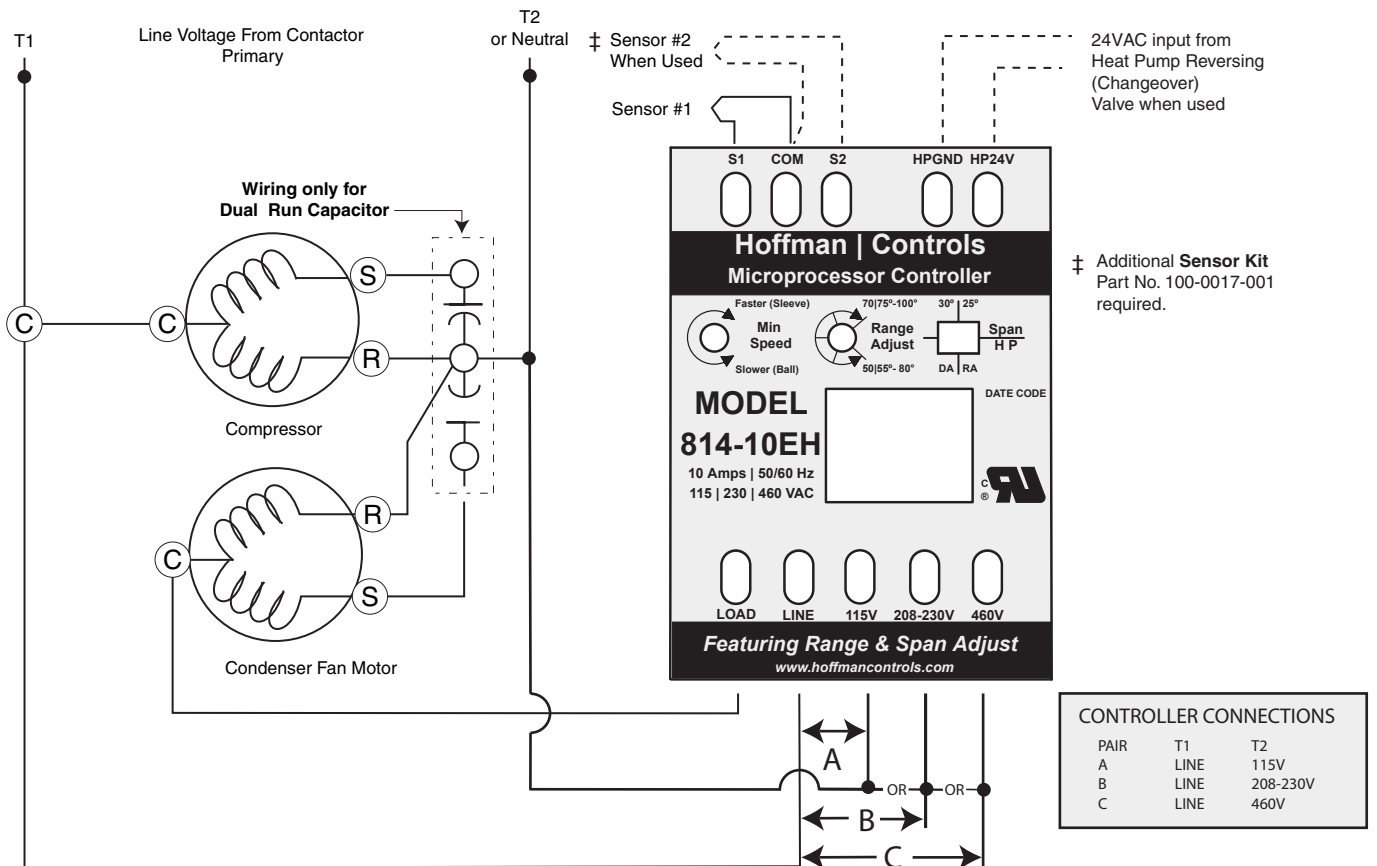 T1
Line Voltage From Contactor
Primary
T2
or Neutral
‡ Sensor #2
When Used
Sensor #1
24VAC input from
Heat Pump Reversing
(Changeover)
Valve when used
Wiring only for
Dual Run Capacitor
C
C
S
R
Compressor
C
R
S
Condenser Fan Motor
S1 COM S2 HPGND HP24V
Hoffman | Controls
Microprocessor Controller
Faster (Sleeve)
Min
Speed
Slower (Ball)
70|75°-100°
Range
Adjust
50|55°- 80°
30° | 25°
Span
H P
DA | RA
MODEL
814-10EH
10 Amps | 50/60 Hz
115 | 230 | 460 VAC
DATE CODE
C
®
RU
LOAD LINE 115V 208-230V 460V
Featuring Range & Span Adjust
www.hoffmancontrols.com
‡ Additional Sensor Kit
Part No. 100-0017-001
required.
A
OR OR
B
C
CONTROLLER CONNECTIONS
PAIR T1 T2
A LINE 115V
B LINE 208-230V
C LINE 460V